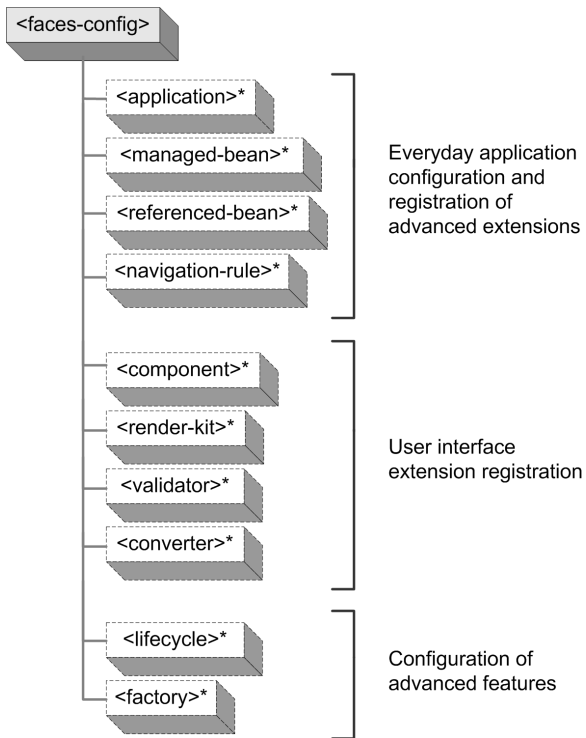 <faces-config>
<application>*
<managed-bean>*
<referenced-bean>*
<navigation-rule>*
Everyday application
configuration and
registration of
advanced extensions
<component>*
<render-kit>*
<validator>*
<converter>*
User interface
extension registration
<lifecycle>*
<factory>*
Configuration of
advanced features